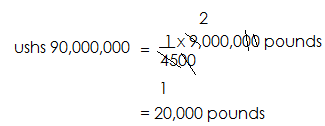 2
ushs 90,000,000 = 1 x 9,000,000 pounds
4500
1
= 20,000 pounds